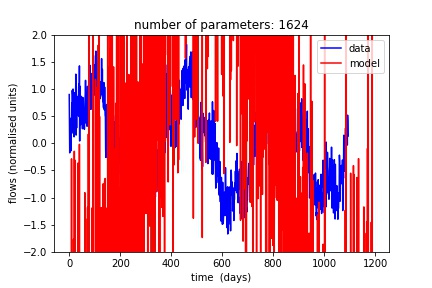 number of parameters: 1624
2.0
1.5
1.0
0.5
0.0
−0.5
−1.0
−1.5
−2.0
flows (normalised units)
data
model
0 200 400 600 800 1000 1200
time (days)